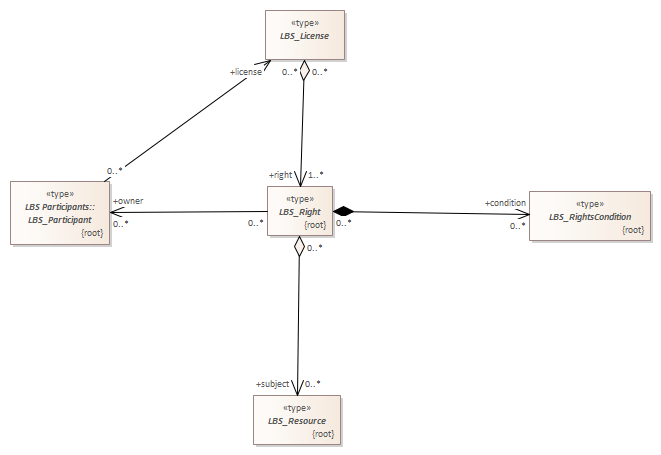 «type»
LBS_License
+license
0..*
0..*
0..*
+right
1..*
«type»
LBS Participants::
LBS_Participant
{root}
+owner
0..*
0..*
«type»
LBS_Right
{root}
0..*
+condition
0..*
«type»
LBS_RightsCondition
{root}
0..*
+subject
0..*
«type»
LBS_Resource
{root}